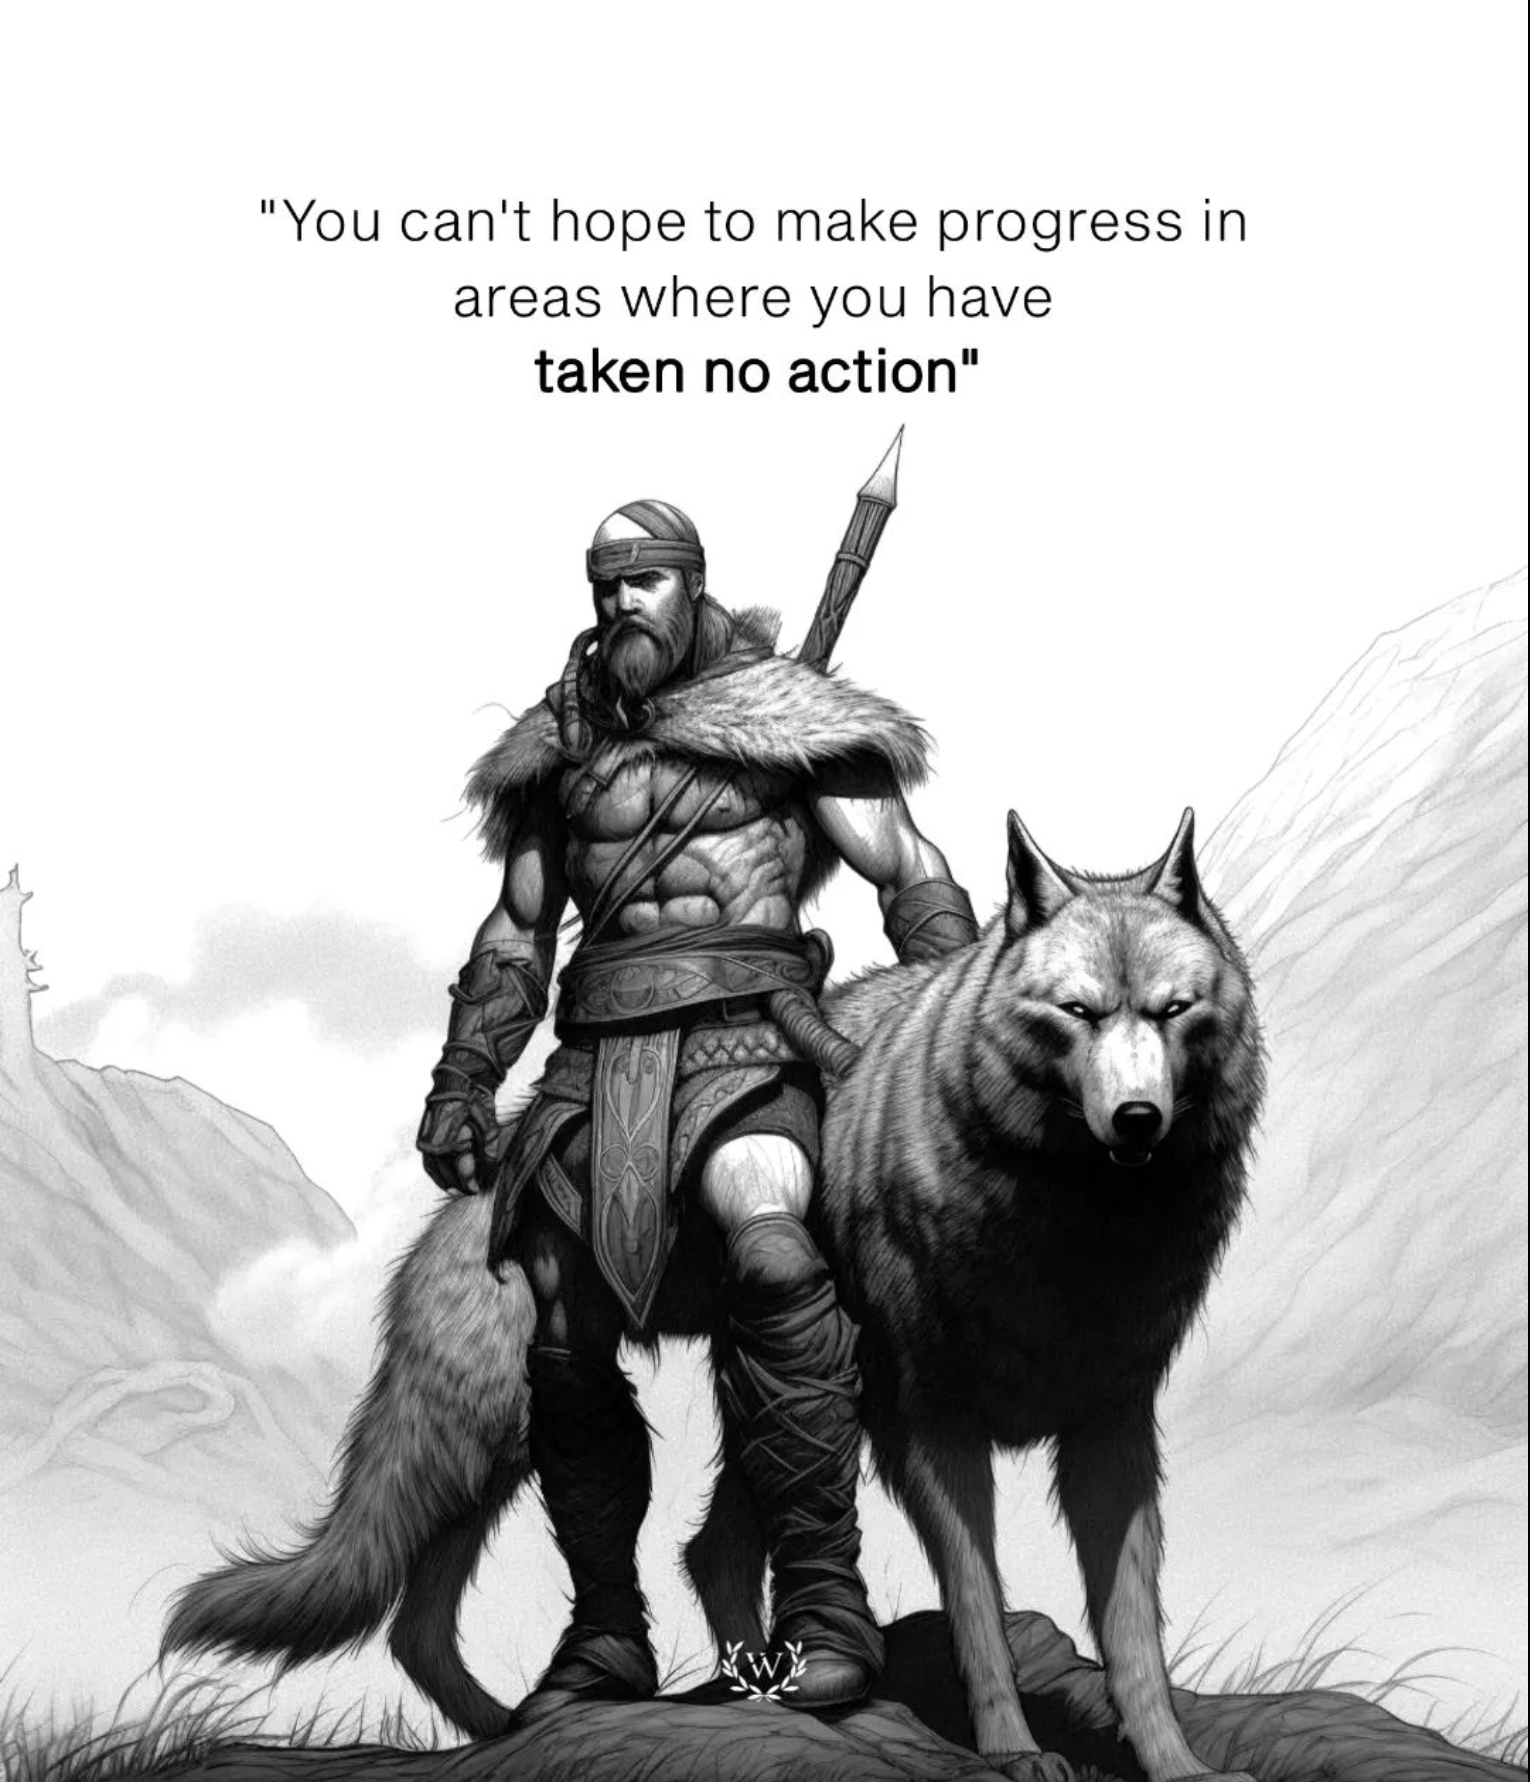 "You can't hope to make progress in
areas where you have
taken no action"
W